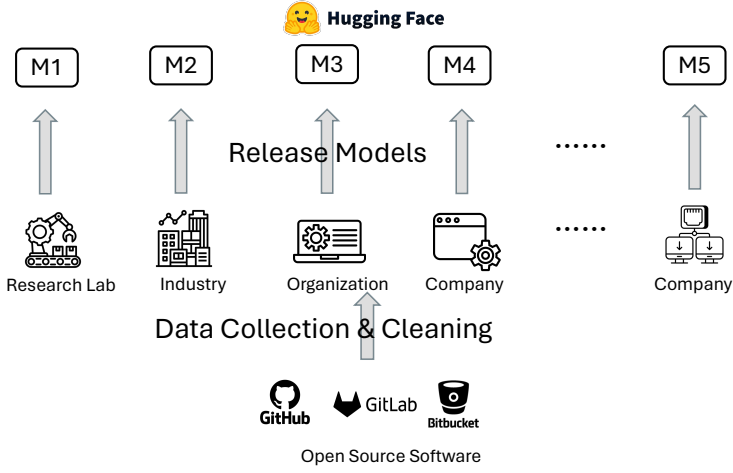 Hugging Face
M1 M2 M3 M4 M5
Release Models
......
......
Research Lab Industry Organization Company Company
Data Collection & Cleaning
GitHub GitLab Bitbucket
Open Source Software